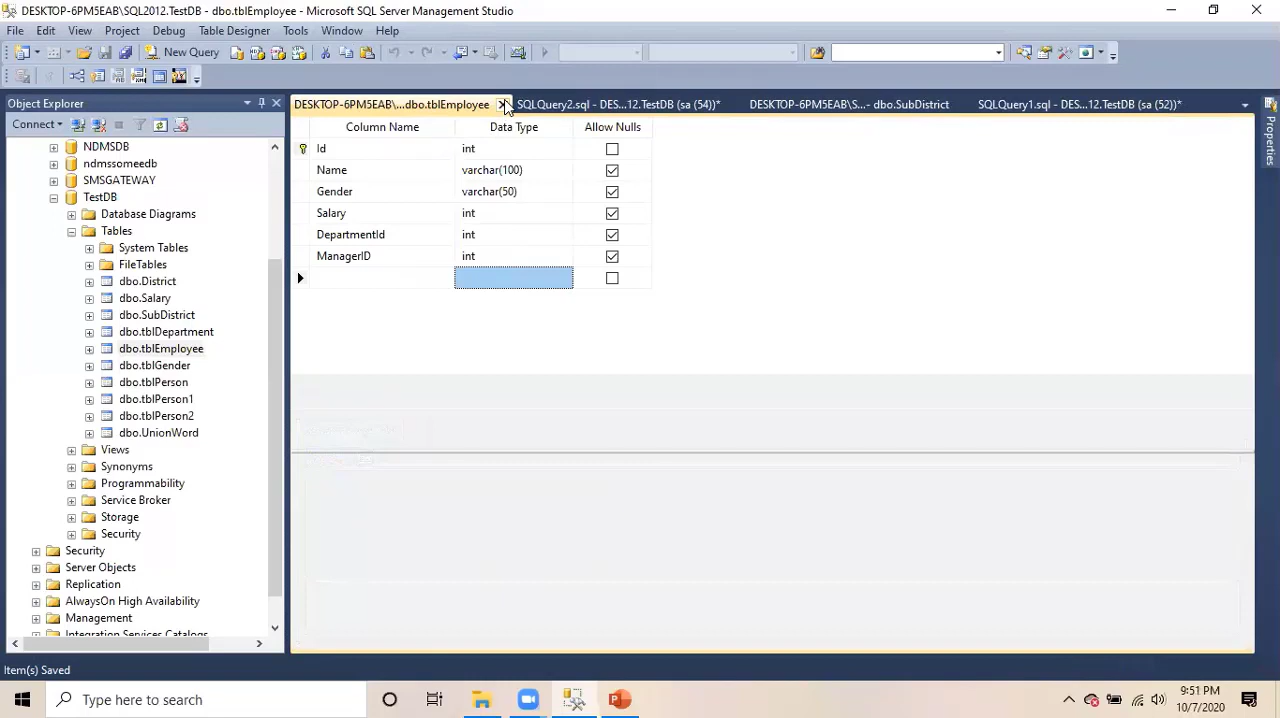 DESKTOP-6PM5EAB\SQL2012.TestDB - dbo.tblEmployee - Microsoft SQL Server Management Studio
File Edit View Project Debug Table Designer Tools Window Help
New Query
Object Explorer
DESKTOP-6PM5EAB\...dbo.tblEmployee SQLQuery2.sql - DES...12.TestDB (sa (54))* DESKTOP-6PM5EAB\S...- dbo.SubDistrict SQLQuery1.sql - DES...12.TestDB (sa (52))*
Properties
Connect
Column Name Data Type Allow Nulls
Id int
Name varchar(100)
Gender varchar(50)
Salary int
DepartmentId int
ManagerID int
NDMSDB
ndmssomeedb
SMSGATEWAY
TestDB
Database Diagrams
Tables
System Tables
FileTables
dbo.District
dbo.Salary
dbo.SubDistrict
dbo.tblDepartment
dbo.tblEmployee
dbo.tblGender
dbo.tblPerson
dbo.tblPerson1
dbo.tblPerson2
dbo.UnionWord
Views
Synonyms
Programmability
Service Broker
Storage
Security
Security
Server Objects
Replication
AlwaysOn High Availability
Management
Integration Services Catalogs
Item(s) Saved
Type here to search
9:51 PM
10/7/2020